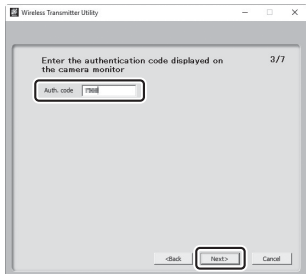 Wireless Transmitter Utility
Enter the authentication code displayed on
the camera monitor
3/7
Auth. code
<Back
Next>
Cancel